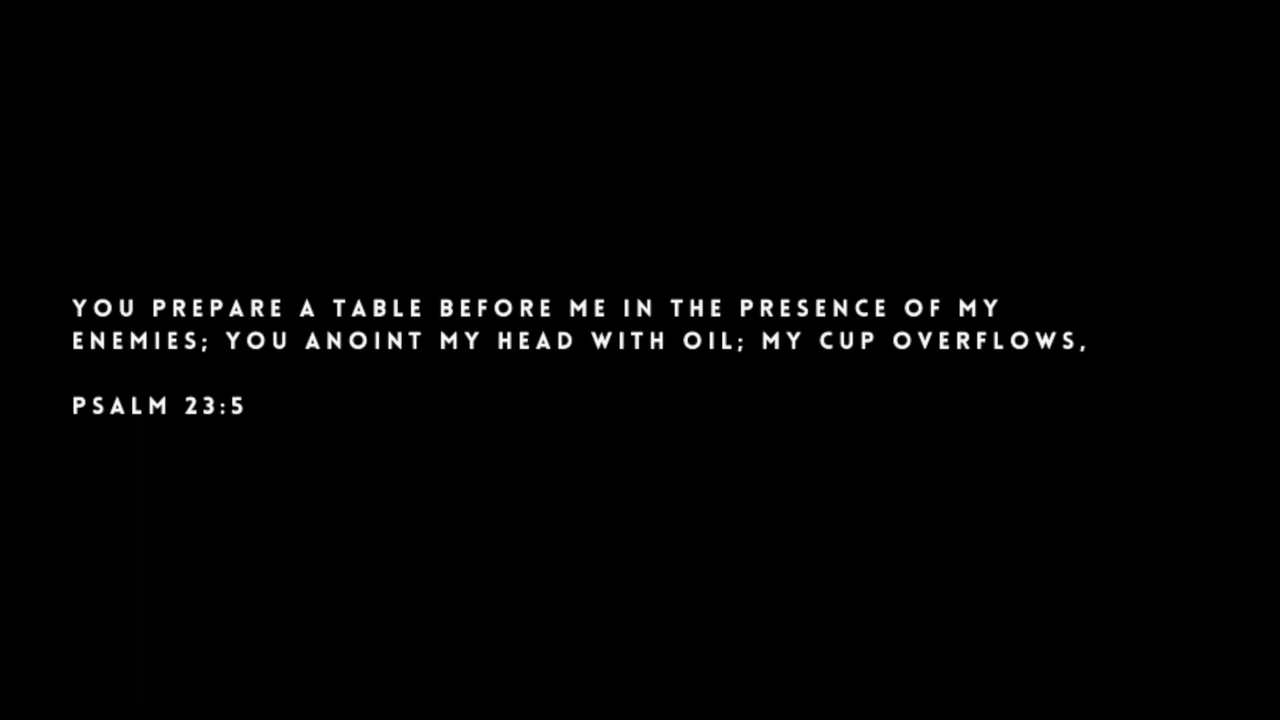 YOU PREPARE A TABLE BEFORE ME IN THE PRESENCE OF MY
ENEMIES; YOU ANOINT MY HEAD WITH OIL; MY CUP OVERFLOWS,
PSALM 23:5